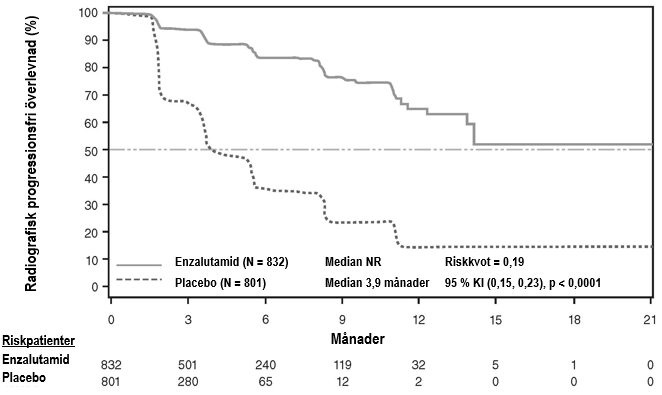 Radiografisk progressionsfri överlevnad (%)
100
90
80
70
60
50
40
30
20
10
0
Enzalutamid (N = 832) Median NR Riskkvot = 0,19
Placebo (N = 801) Median 3,9 månader 95 % KI (0,15, 0,23), p < 0,0001
0 3 6 9 12 15 18 21
Månader
Riskpatienter
Enzalutamid 832 501 240 119 32 5 1 0
Placebo 801 280 65 12 2 0 0 0